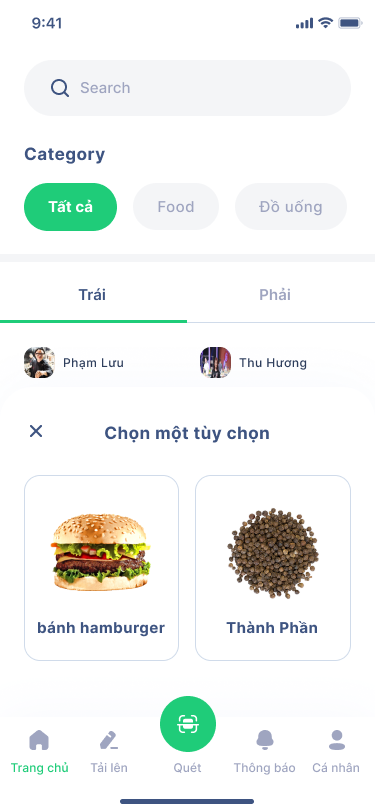 9:41
Search
Category
Tất cả
Food
Đồ uống
Trái
Phải
Phạm Lưu
Thu Hương
Chọn một tùy chọn
bánh hamburger
Thành Phần
Trang chủ
Tải lên
Quét
Thông báo
Cá nhân